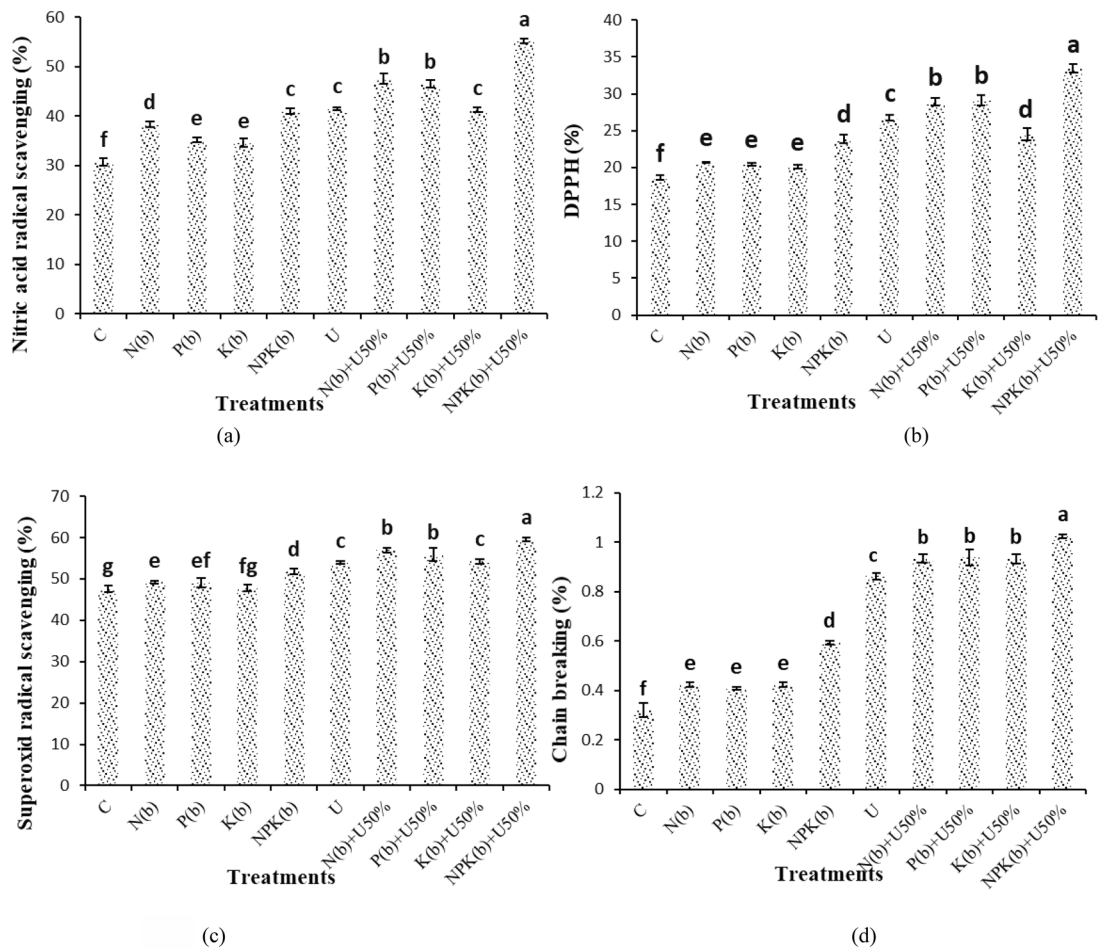 Nitric acid radical scavenging (%)
60
50
40
30
20
10
0
f
d
e
e
c
c
b
b
c
a
C
N(b)
P(b)
K(b)
NPK(b)
U
N(b)+U50%
P(b)+U50%
K(b)+U50%
NPK(b)+U50%
Treatments
(a)
DPPH (%)
40
35
30
25
20
15
10
5
0
f
e
e
e
d
c
b
b
d
a
C
N(b)
P(b)
K(b)
NPK(b)
U
N(b)+U50%
P(b)+U50%
K(b)+U50%
NPK(b)+U50%
Treatments
(b)
Superoxid radical scavenging (%)
70
60
50
40
30
20
10
0
g
e
ef
fg
d
c
b
b
c
a
C
N(b)
P(b)
K(b)
NPK(b)
U
N(b)+U50%
P(b)+U50%
K(b)+U50%
NPK(b)+U50%
Treatments
(c)
Chain breaking (%)
1.2
1
0.8
0.6
0.4
0.2
0
f
e
e
e
d
c
b
b
b
a
C
N(b)
P(b)
K(b)
NPK(b)
U
N(b)+U50%
P(b)+U50%
K(b)+U50%
NPK(b)+U50%
Treatments
(d)